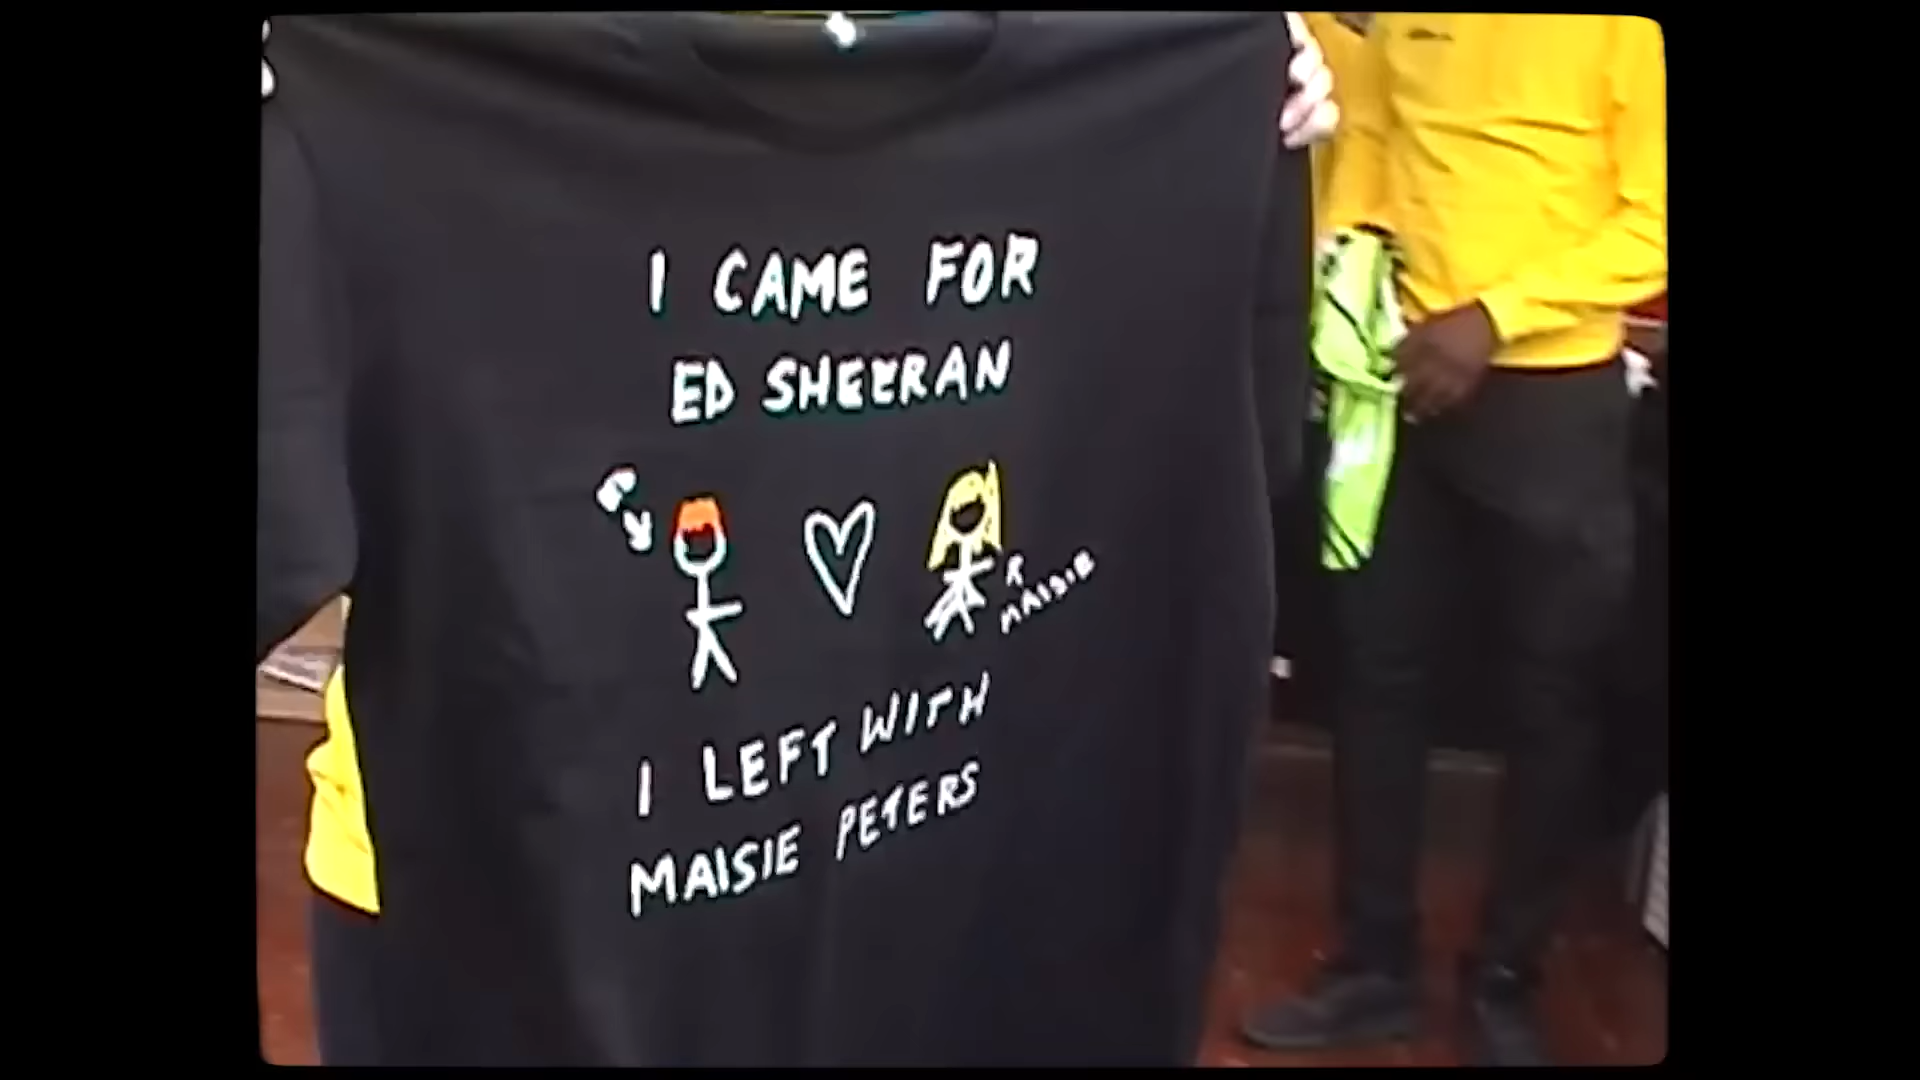 I CAME FOR
ED SHEERAN
MAISIE
I LEFT WITH
MAISIE PETERS